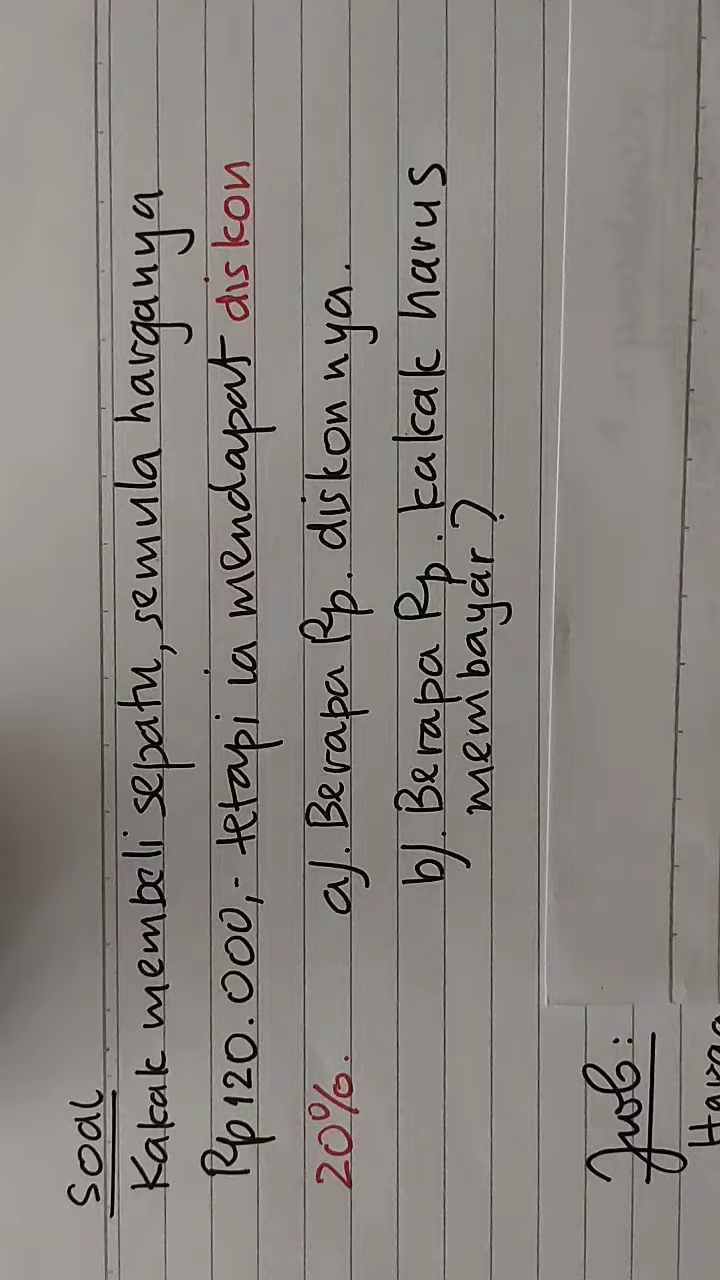 Soal
Kakak membeli sepatu, semula harganya
Rp120.000,- tetapi ia mendapat diskon
20%. a). Berapa Rp. diskonnya.
b). Berapa Rp. kakak harus
membayar?
Jwb: